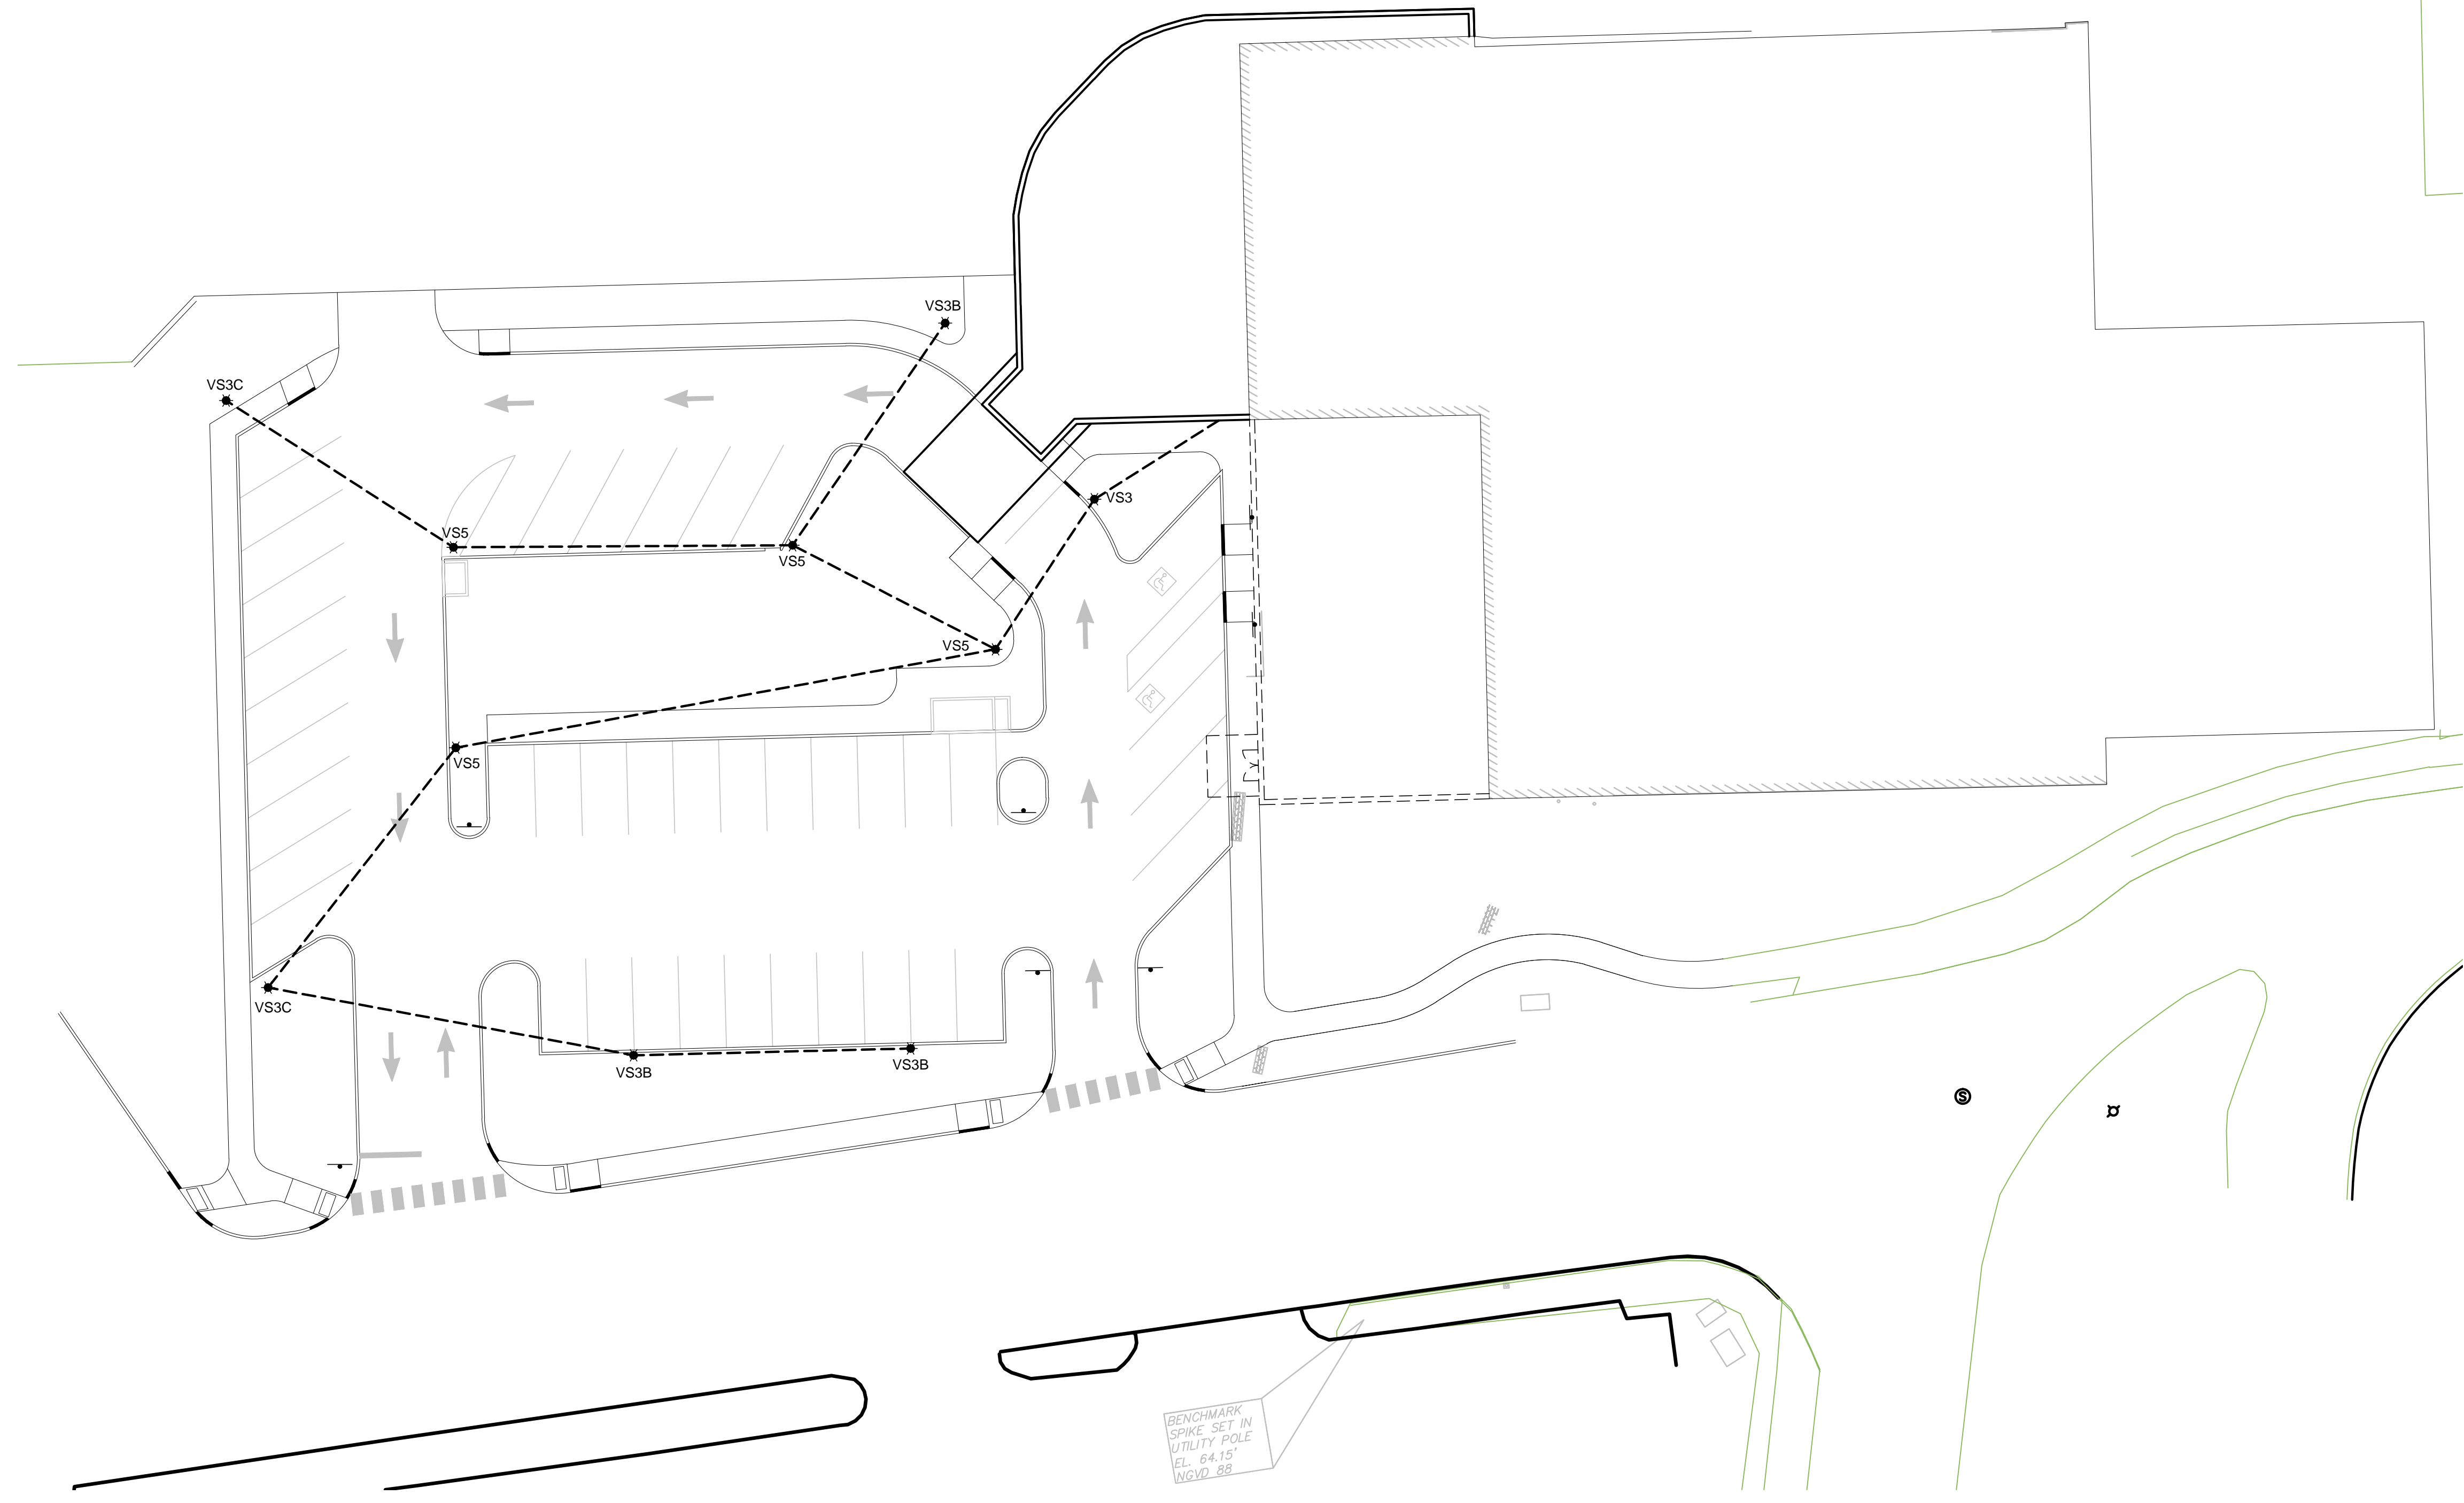 VS3B
VS3C
VS3
VS5
VS5
VS5
VS5
VS3C
VS3B
VS3B
S
BENCHMARK
SPIKE SET IN
UTILITY POLE
EL. 64.15'
NGVD 88